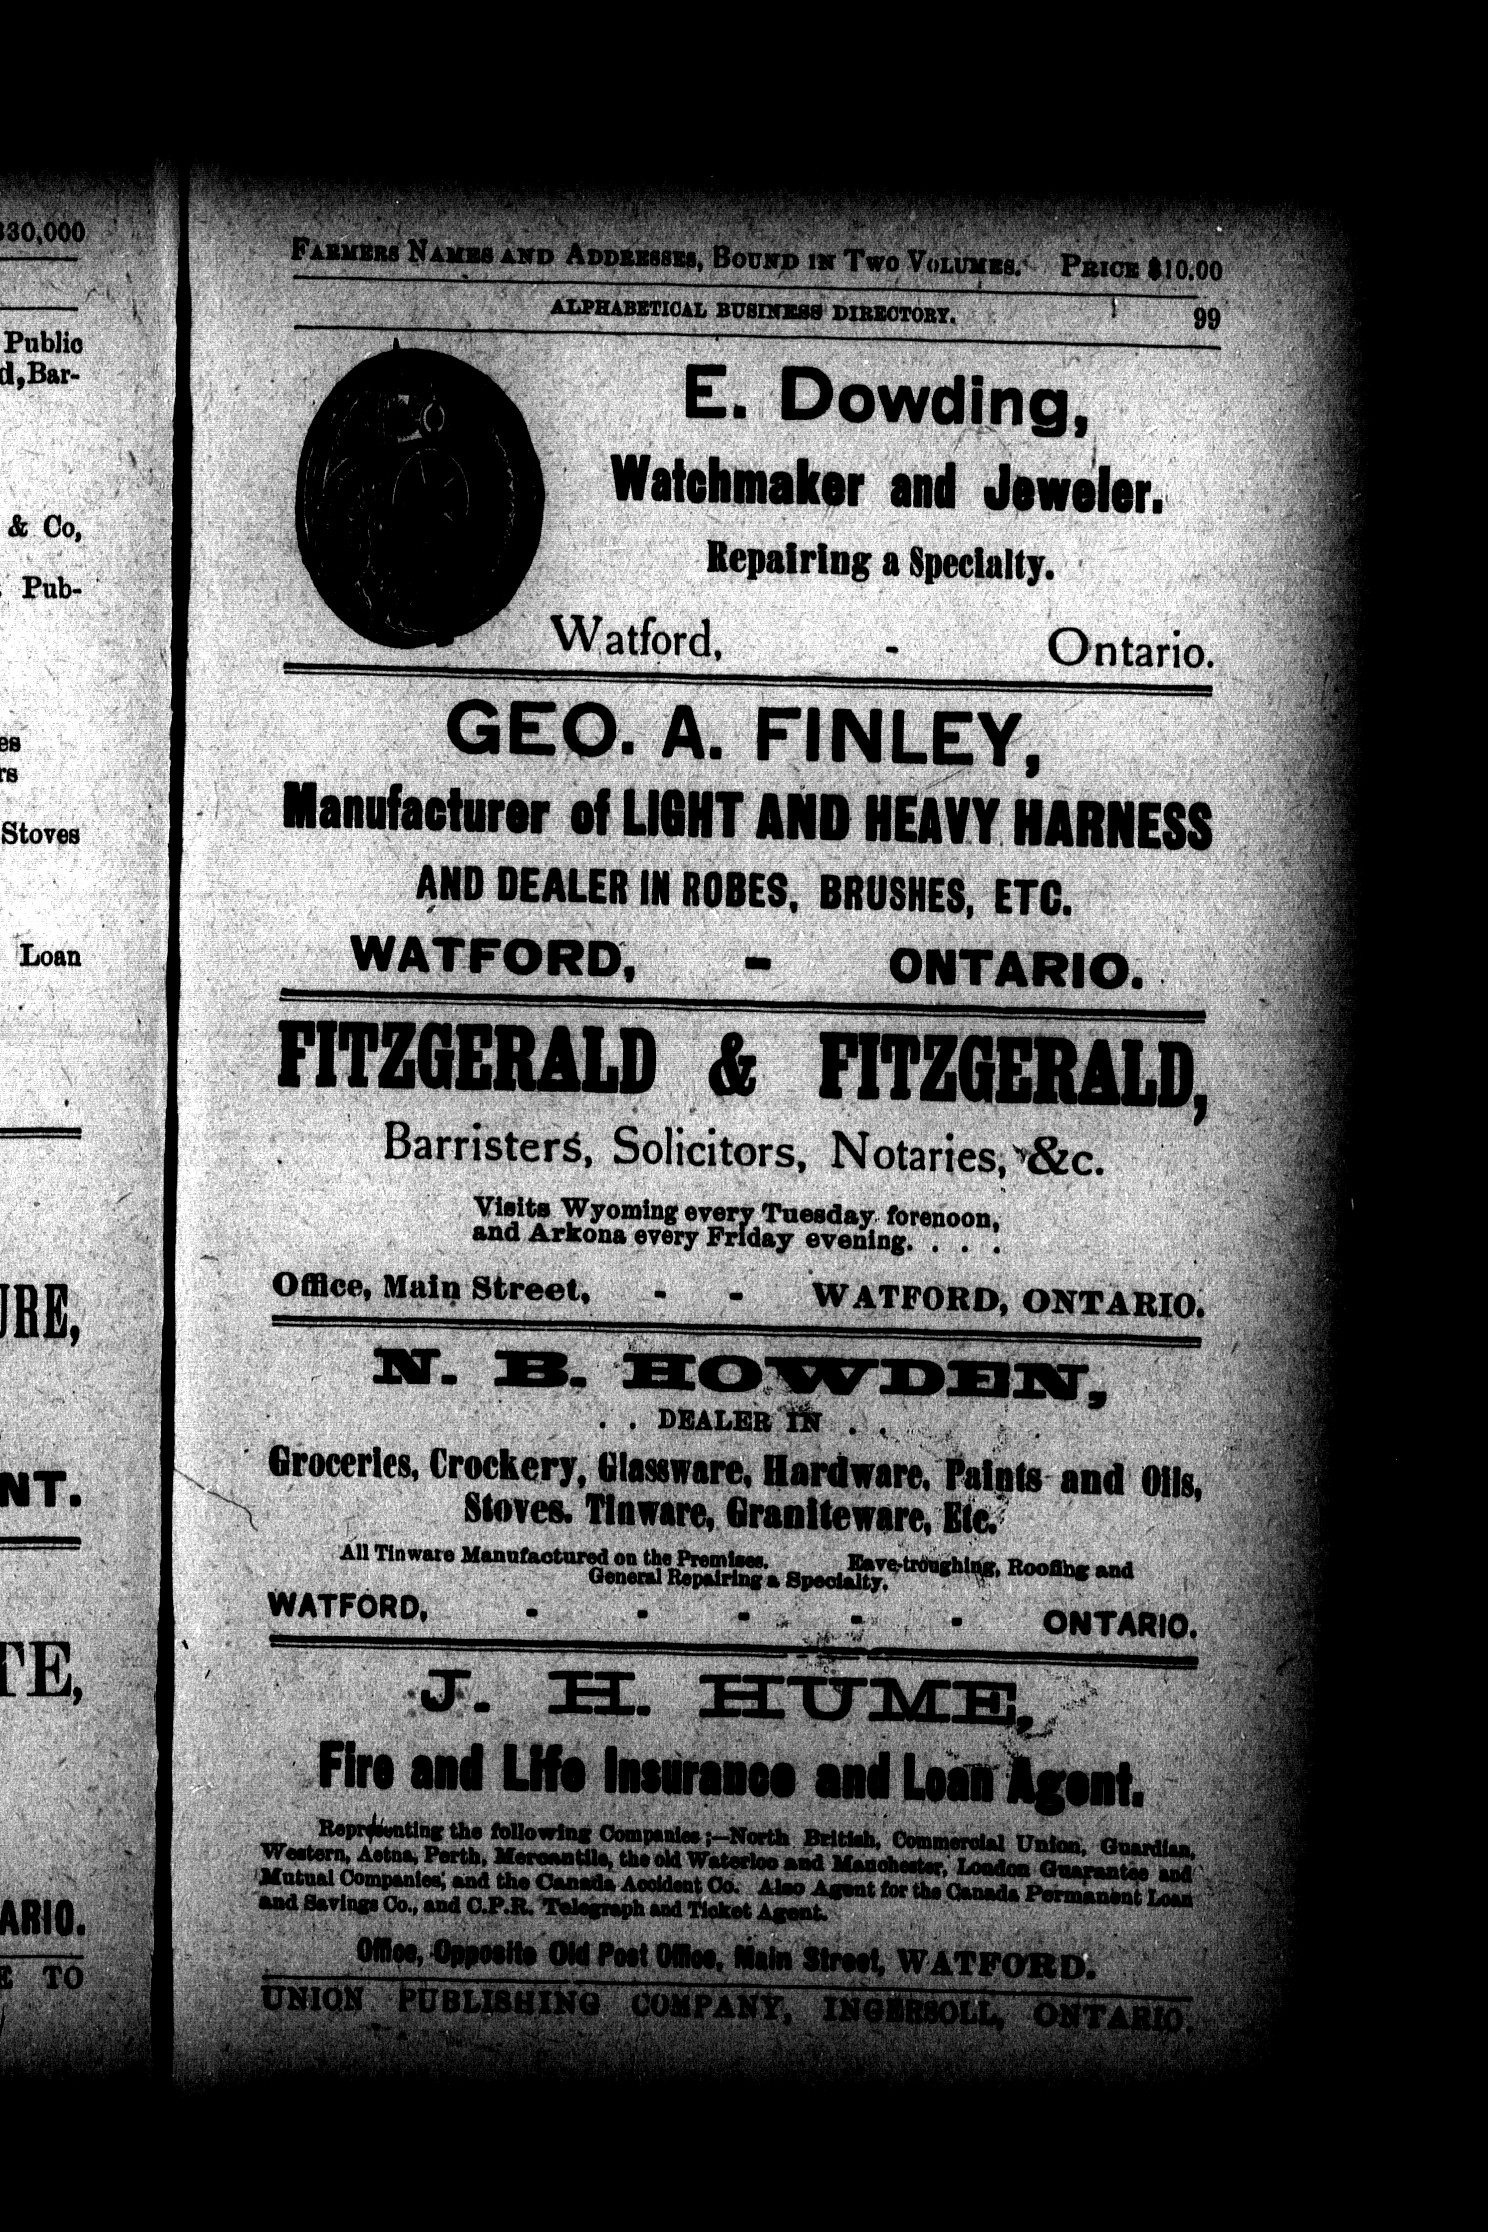 330,000
Public
d, Bar-
& Co,
Pub-
es
rs
Stoves
Loan
URE,
NT.
TE,
ARIO.
E TO
FARMERS NAMES AND ADDRESSES, BOUND IN TWO VOLUMES. PRICE $10.00
ALPHABETICAL BUSINESS DIRECTORY. 99
E. Dowding,
Watchmaker and Jeweler.
Repairing a Specialty.
Watford, - Ontario.
GEO. A. FINLEY,
Manufacturer of LIGHT AND HEAVY HARNESS
AND DEALER IN ROBES, BRUSHES, ETC.
WATFORD, - ONTARIO.
FITZGERALD & FITZGERALD,
Barristers, Solicitors, Notaries, &c.
Visits Wyoming every Tuesday forenoon,
and Arkona every Friday evening. . . .
Office, Main Street, - - WATFORD, ONTARIO.
N. B. HOWDEN,
. . DEALER IN . .
Groceries, Crockery, Glassware, Hardware, Paints and Oils,
Stoves. Tinware, Graniteware, Etc.
All Tinware Manufactured on the Premises. Eave-troughing, Roofing and
General Repairing a Specialty.
WATFORD, - - - - - ONTARIO.
J. H. HUME,
Fire and Life Insurance and Loan Agent.
Representing the following Companies;—North British, Commercial Union, Guardian,
Western, Aetna, Perth, Mercantile, the old Waterloo and Manchester, London Guarantee and
Mutual Companies, and the Canada Accident Co. Also Agent for the Canada Permanent Loan
and Savings Co., and C.P.R. Telegraph and Ticket Agent.
Office, Opposite Old Post Office, Main Street, WATFORD.
UNION PUBLISHING COMPANY, INGERSOLL, ONTARIO.